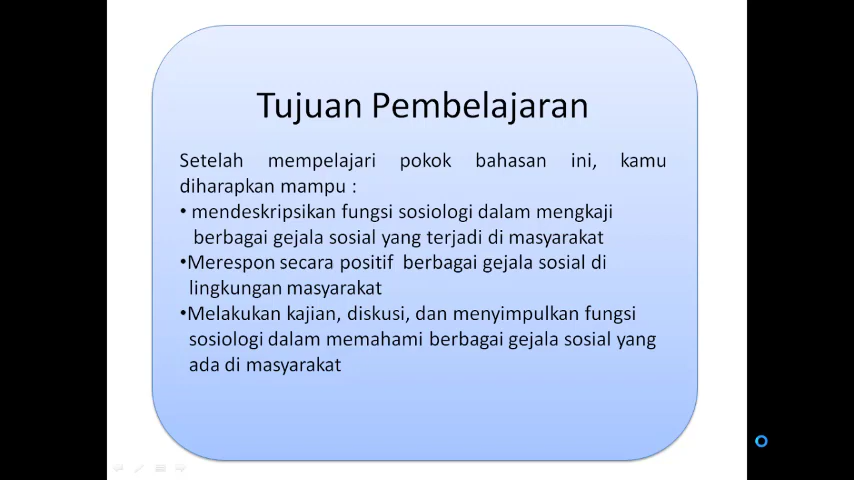 Tujuan Pembelajaran
Setelah mempelajari pokok bahasan ini, kamu
diharapkan mampu :
• mendeskripsikan fungsi sosiologi dalam mengkaji
berbagai gejala sosial yang terjadi di masyarakat
•Merespon secara positif berbagai gejala sosial di
lingkungan masyarakat
•Melakukan kajian, diskusi, dan menyimpulkan fungsi
sosiologi dalam memahami berbagai gejala sosial yang
ada di masyarakat